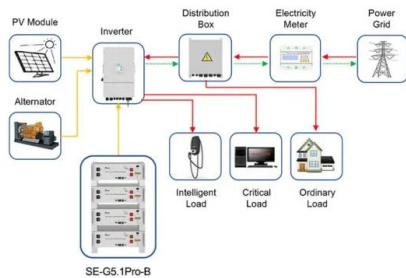 PV Module
Inverter
Distribution
Box
Electricity
Meter
Power
Grid
Alternator
Intelligent
Load
Critical
Load
Ordinary
Load
SE-G5.1Pro-B